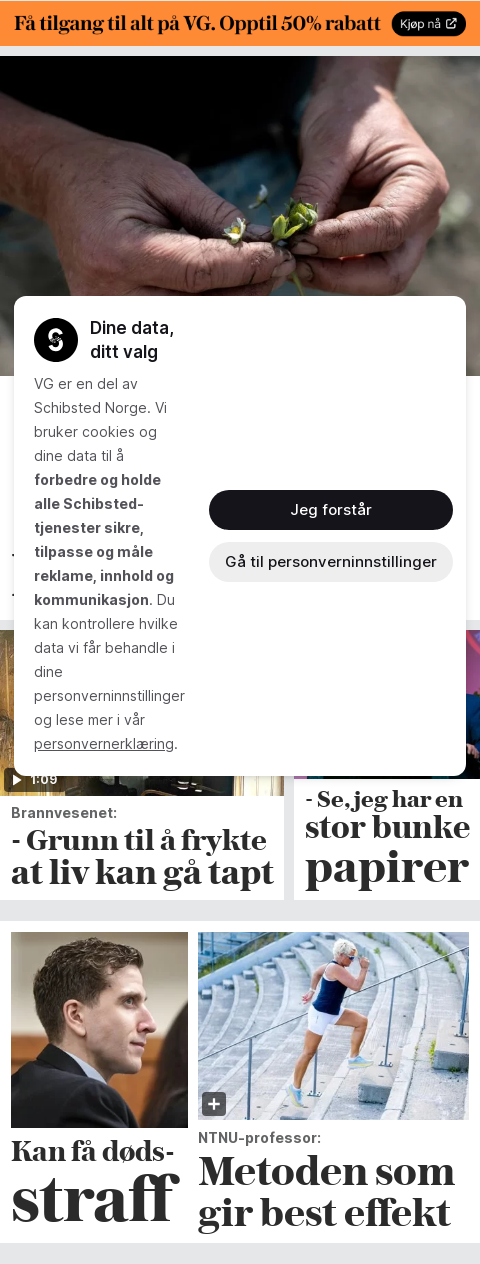 Få tilgang til alt på VG. Opptil 50% rabatt
Kjøp nå
Dine data,
ditt valg
VG er en del av
Schibsted Norge. Vi
bruker cookies og
dine data til å
forbedre og holde
alle Schibsted-
tjenester sikre,
tilpasse og måle
reklame, innhold og
kommunikasjon. Du
kan kontrollere hvilke
data vi får behandle i
dine
personverninnstillinger
og lese mer i vår
personvernerklæring.
Jeg forstår
Gå til personverninnstillinger
1:09
Brannvesenet:
- Grunn til å frykte
at liv kan gå tapt
- Se, jeg har en
stor bunke
papirer
Kan få døds-
straff
NTNU-professor:
Metoden som
gir best effekt